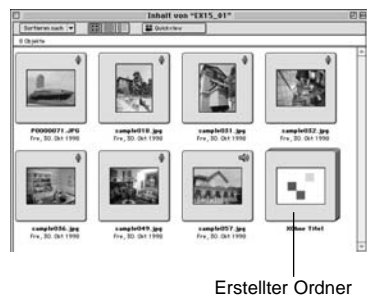 Inhalt von "EX15_01"
Sortieren nach
Quickview
8 Objekte
P0000071.JPG
Fre, 30. Okt 1998
sample018.jpg
Fre, 30. Okt 1998
sample031.jpg
Fre, 30. Okt 1998
sample032.jpg
Fre, 30. Okt 1998
sample036.jpg
Fre, 30. Okt 1998
sample049.jpg
Fre, 30. Okt 1998
sample057.jpg
Fre, 30. Okt 1998
Titel
Erstellter Ordner